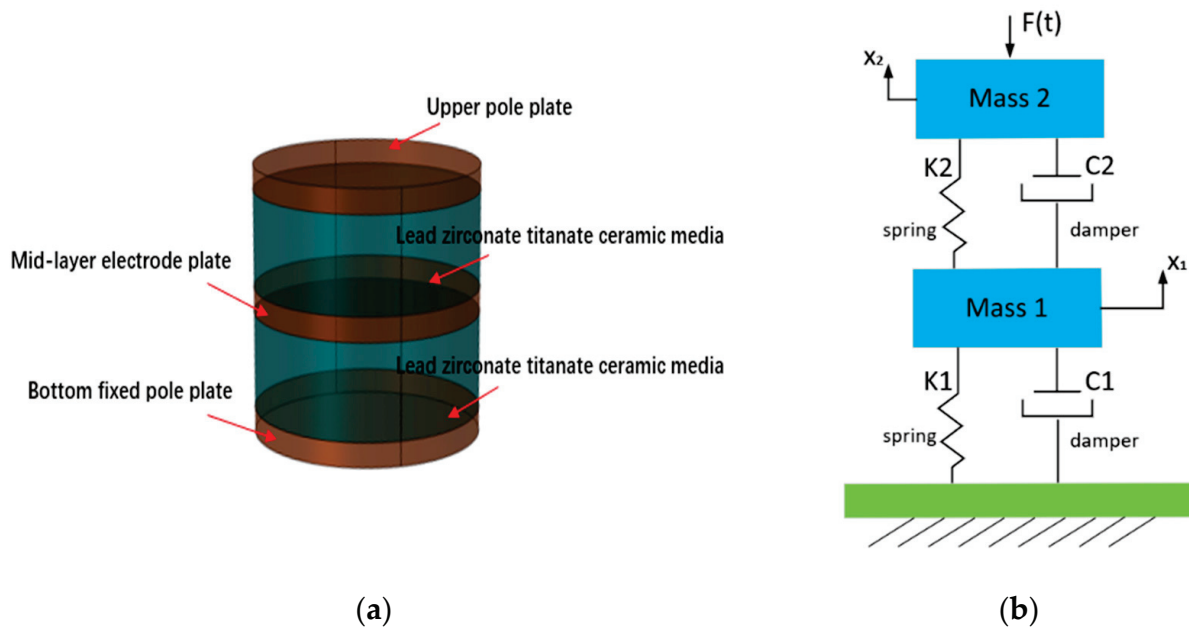 Upper pole plate
Lead zirconate titanate ceramic media
Mid-layer electrode plate
Lead zirconate titanate ceramic media
Bottom fixed pole plate
(a)
F(t)
X₂
Mass 2
K2
C2
spring
damper
X₁
Mass 1
K1
C1
spring
damper
(b)